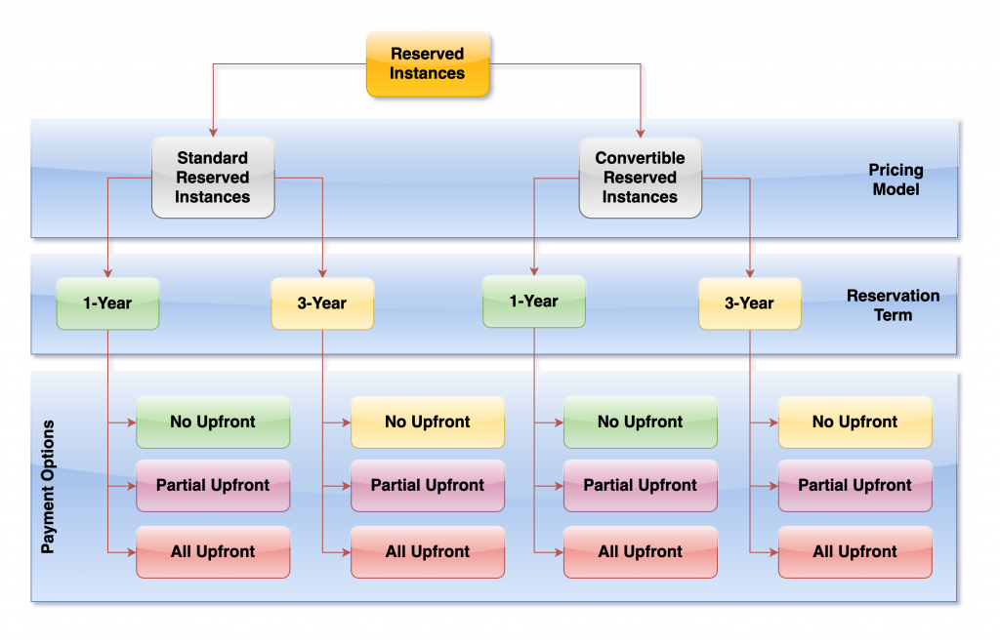 Reserved
Instances
Standard
Reserved
Instances
Convertible
Reserved
Instances
Pricing
Model
1-Year
3-Year
1-Year
3-Year
Reservation
Term
Payment Options
No Upfront
No Upfront
No Upfront
No Upfront
Partial Upfront
Partial Upfront
Partial Upfront
Partial Upfront
All Upfront
All Upfront
All Upfront
All Upfront